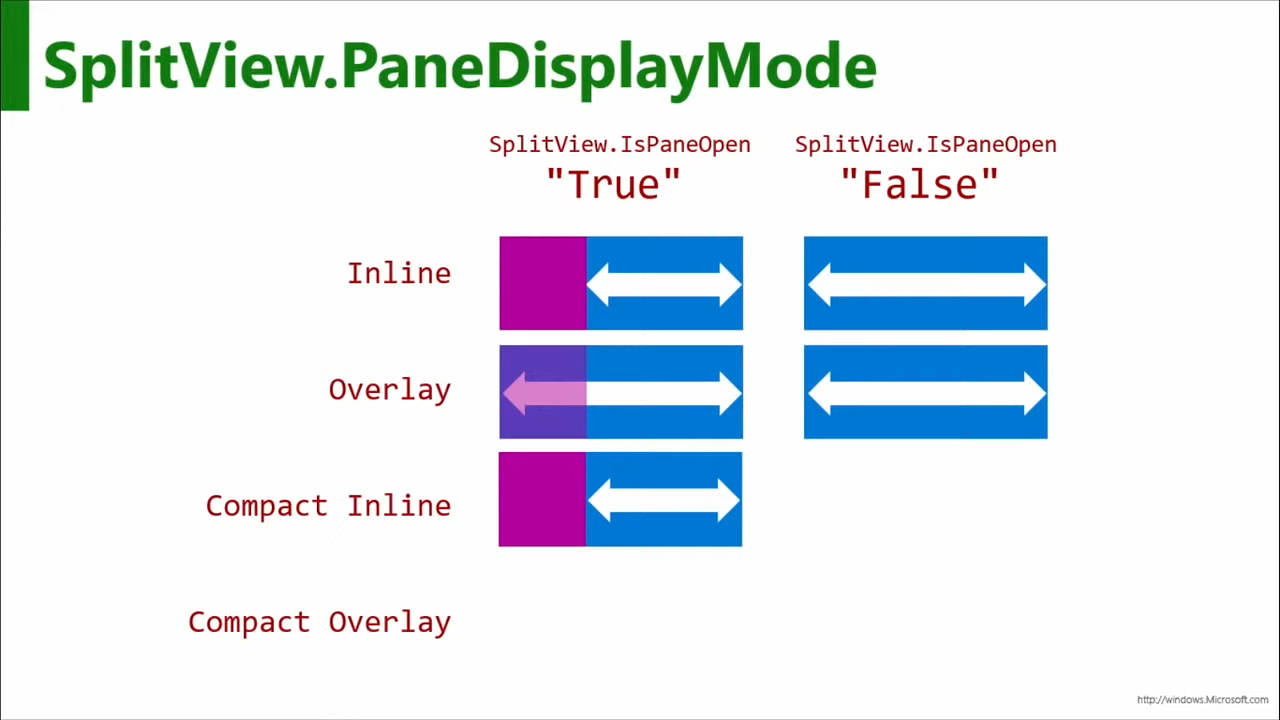 SplitView.PaneDisplayMode
SplitView.IsPaneOpen SplitView.IsPaneOpen
"True" "False"
Inline
Overlay
Compact Inline
Compact Overlay
http://windows.Microsoft.com